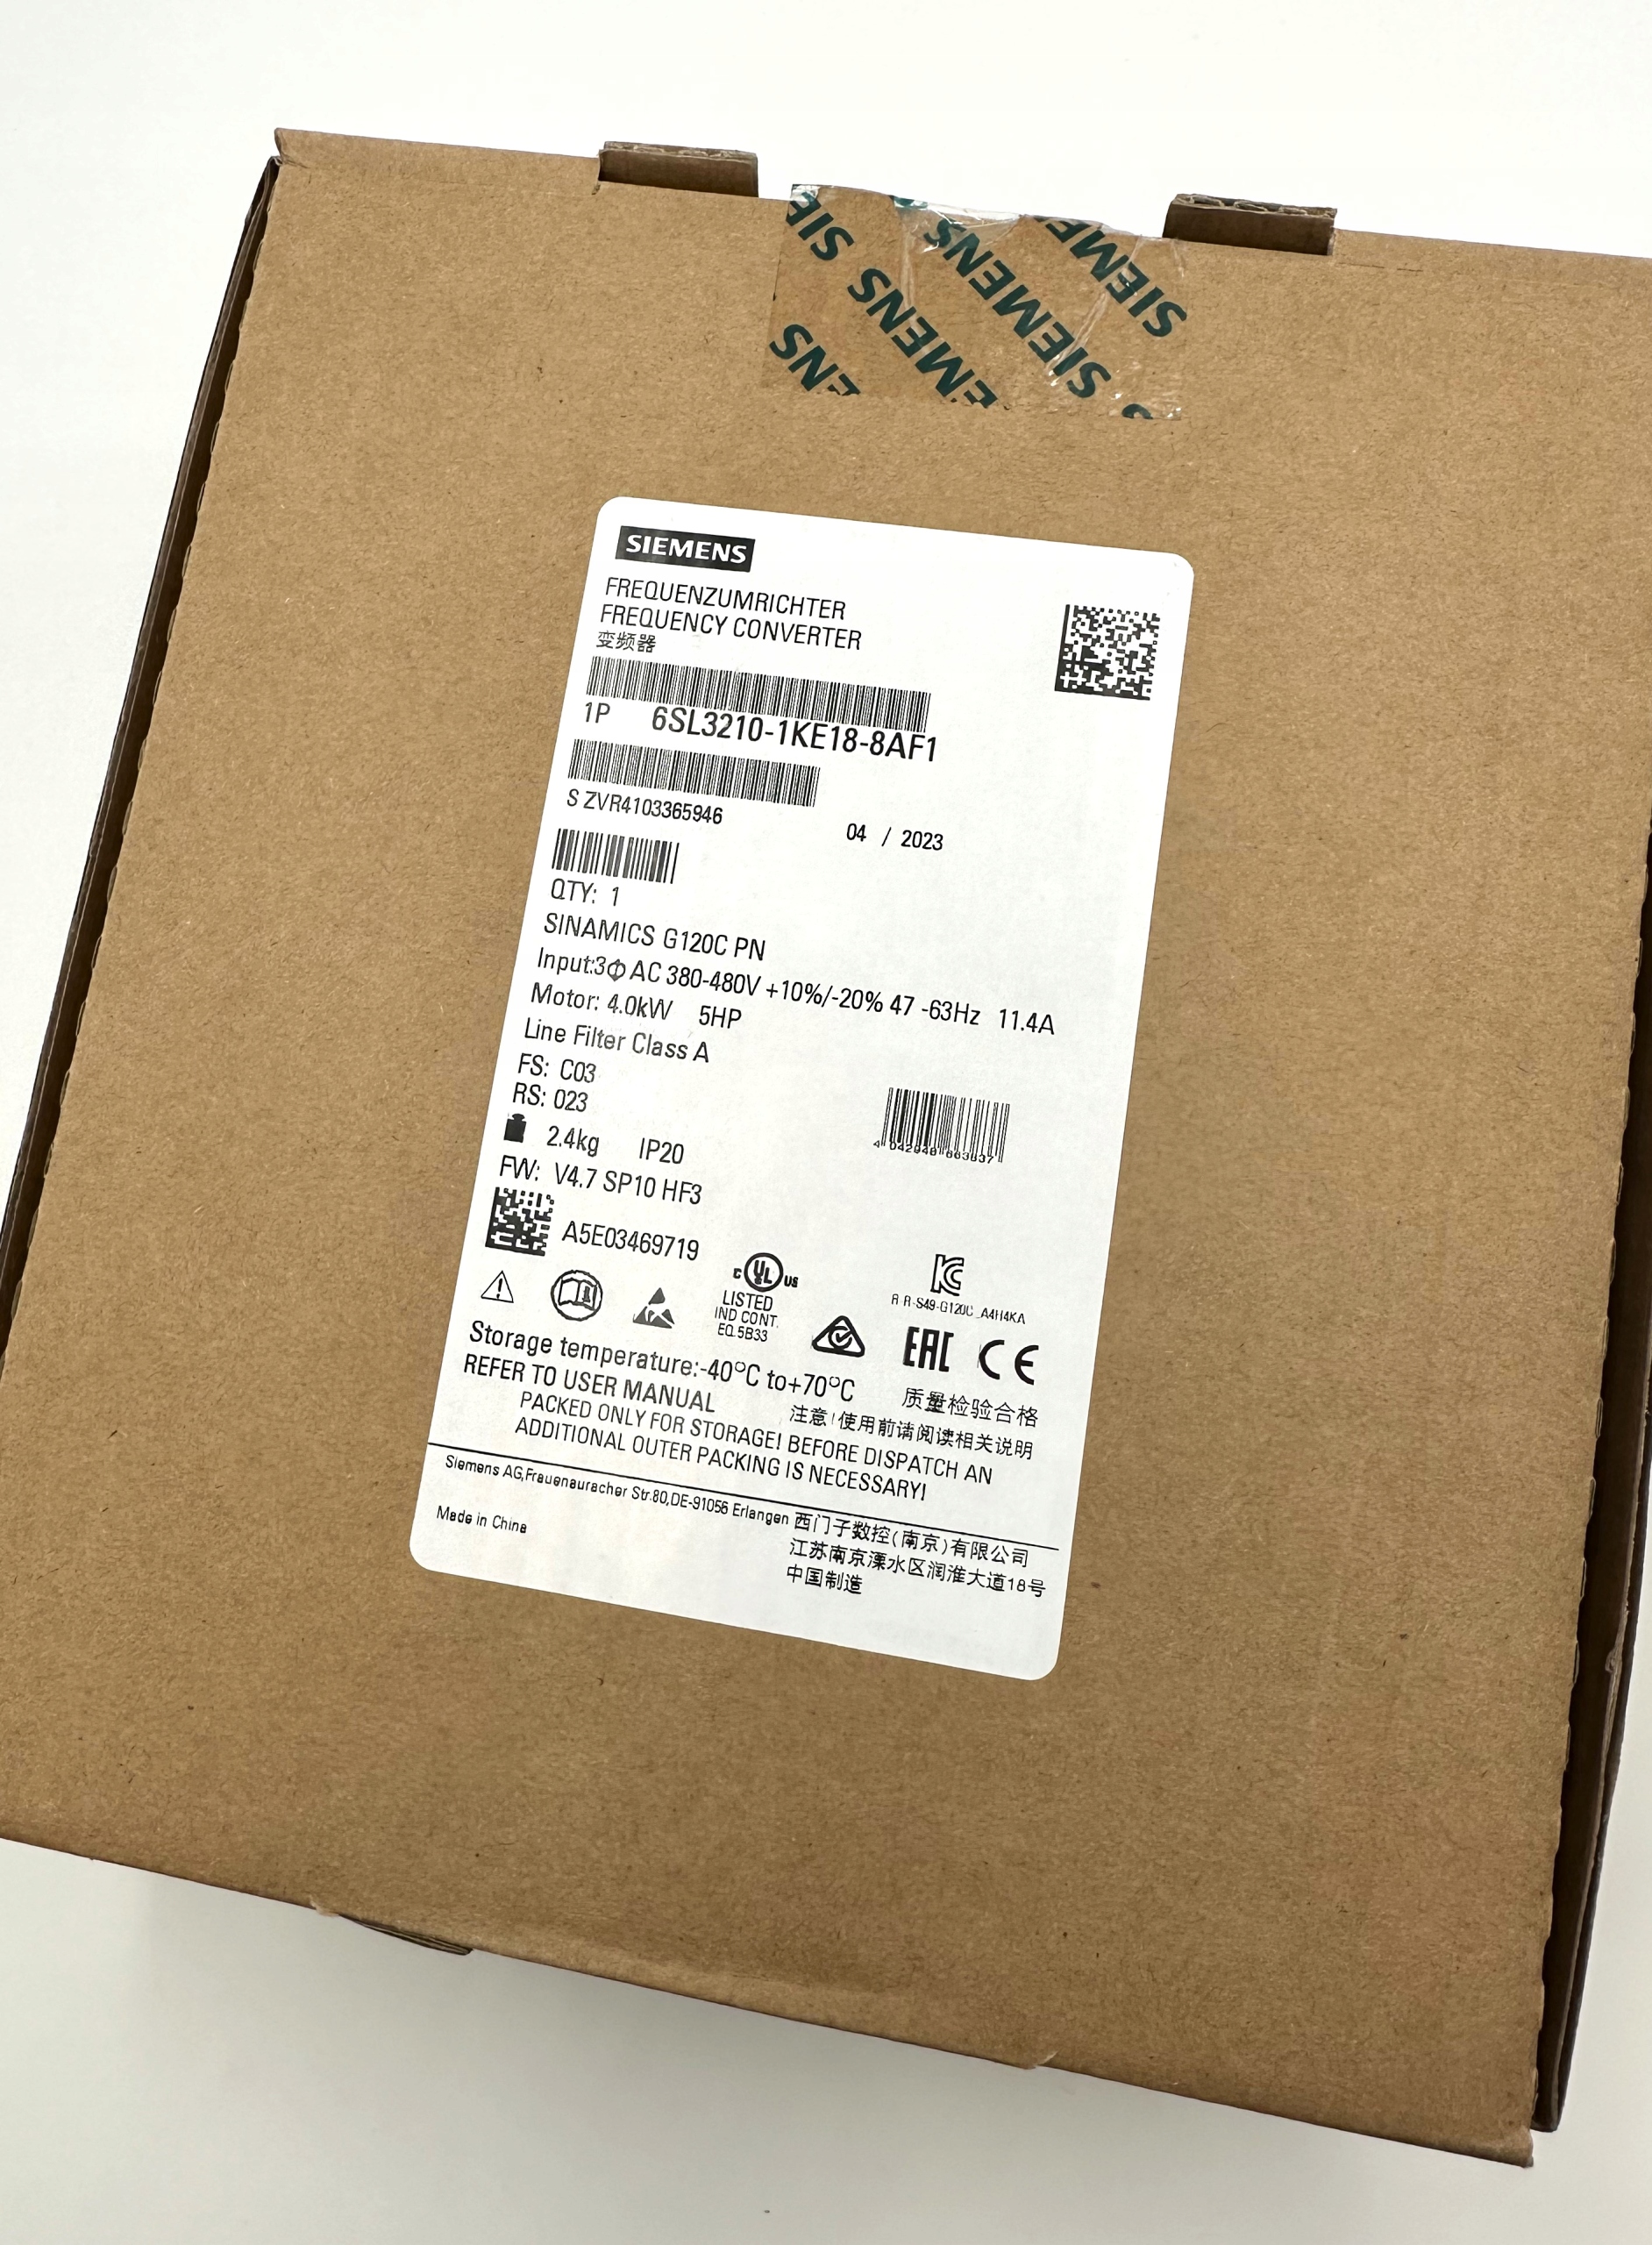 SIEMENS
SIEMENS
SIEMENS
SIEMENS
FREQUENZUMRICHTER
FREQUENCY CONVERTER
变频器
1P 6SL3210-1KE18-8AF1
S ZVR4103365946
04 / 2023
QTY: 1
SINAMICS G120C PN
Input:3Φ AC 380-480V +10%/-20% 47 -63Hz 11.4A
Motor: 4.0kW 5HP
Line Filter Class A
FS: C03
RS: 023
2.4kg IP20
4 042948 663837
FW: V4.7 SP10 HF3
A5E03469719
C UL US
LISTED
IND CONT.
EQ.5B33
R-R-S49-G120C_A4H4KA
EAC CE
Storage temperature:-40°C to+70°C
质量检验合格
REFER TO USER MANUAL
注意!使用前请阅读相关说明
PACKED ONLY FOR STORAGE! BEFORE DISPATCH AN
ADDITIONAL OUTER PACKING IS NECESSARY!
Siemens AG,Frauenauracher Str.80,DE-91056 Erlangen 西门子数控(南京)有限公司
江苏南京溧水区润淮大道18号
Made in China
中国制造